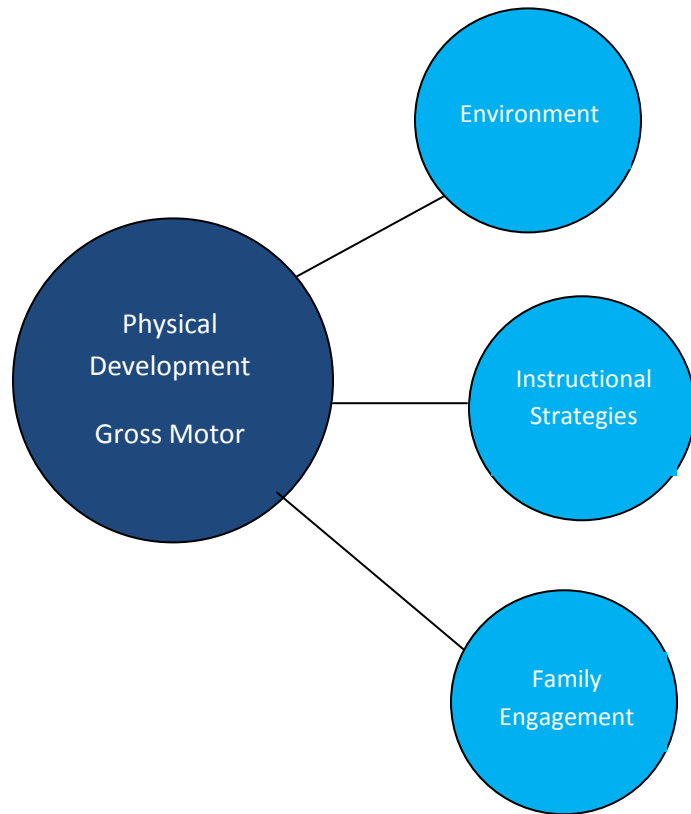 Environment
Physical
Development
Gross Motor
Instructional
Strategies
Family
Engagement